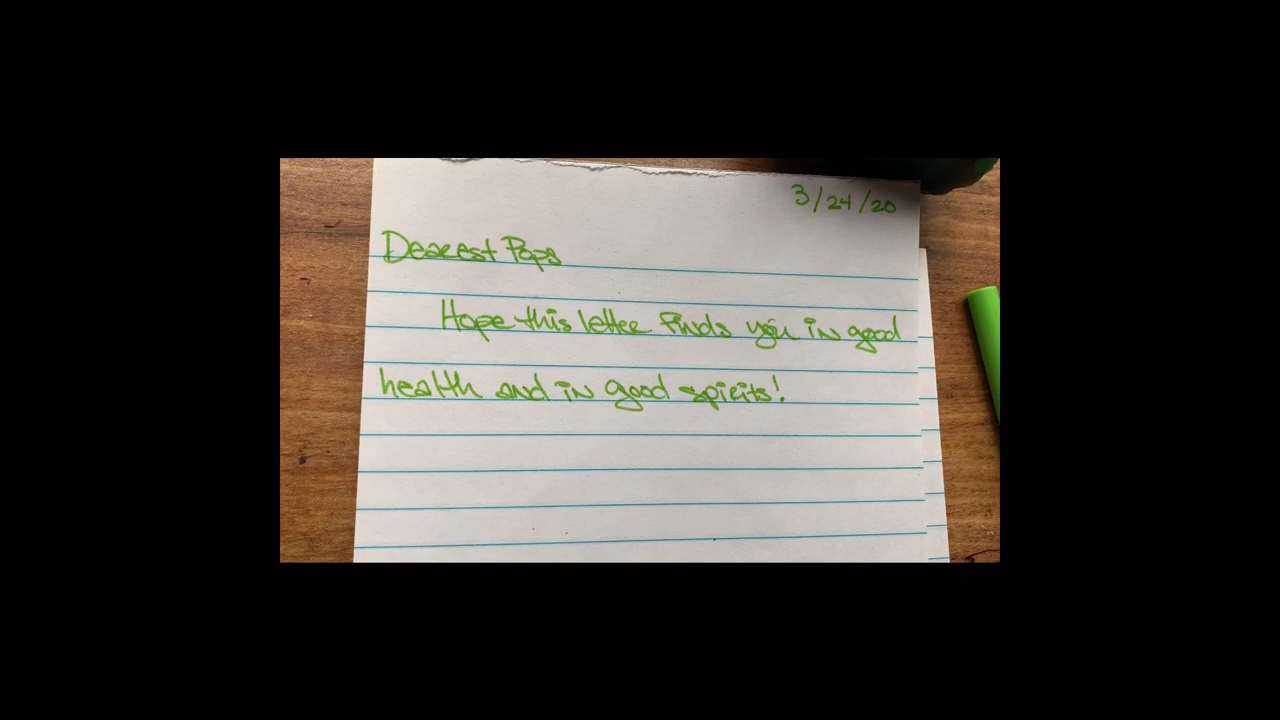 3/24/20
Dearest Pops
Hope this letter finds you in good
health and in good spirits!